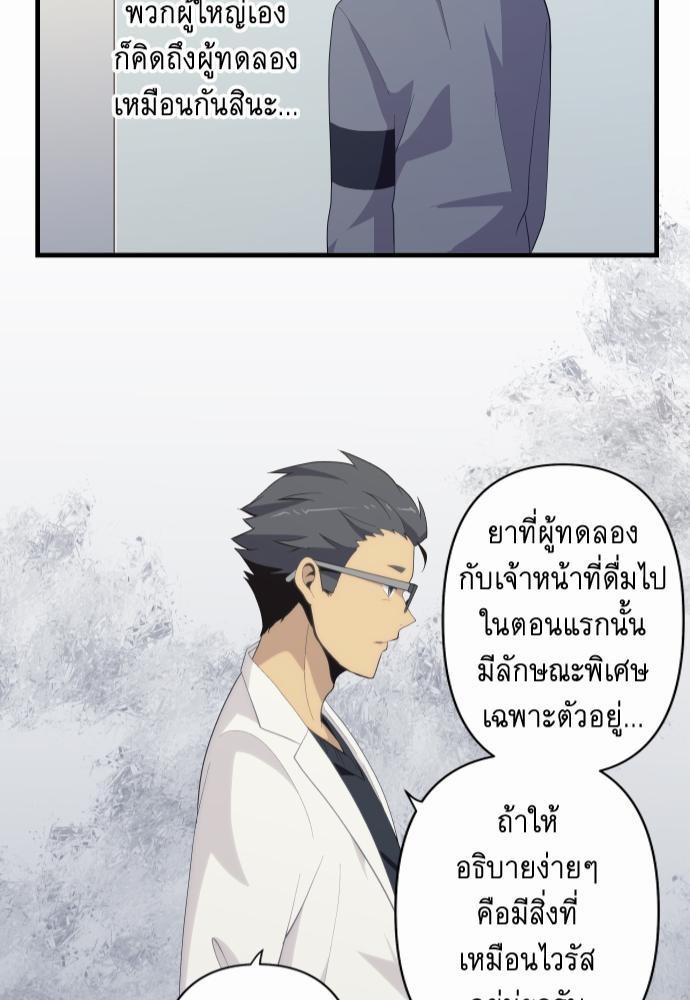 พวกผู้ใหญ่เอง
ก็คิดถึงผู้ทดลอง
เหมือนกันสินะ...
ยาที่ผู้ทดลอง
กับเจ้าหน้าที่ดื่มไป
ในตอนแรกนั้น
มีลักษณะพิเศษ
เฉพาะตัวอยู่...
ถ้าให้
อธิบายง่ายๆ
คือมีสิ่งที่
เหมือนไวรัส